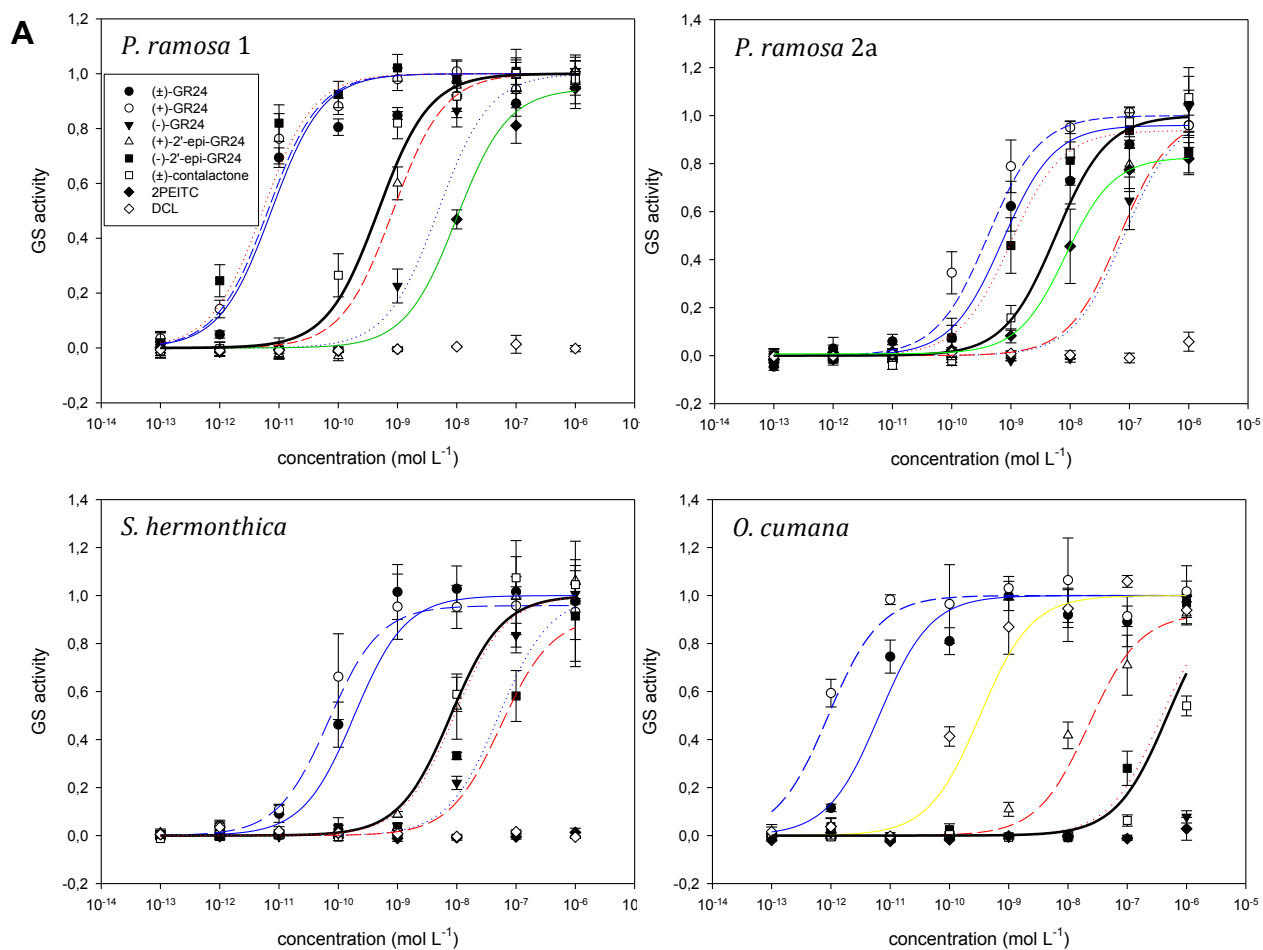 A
P. ramosa 1
1,2
1,0
0,8
0,6
0,4
0,2
0,0
-0,2
GS activity
(±)-GR24
(+)-GR24
(-)-GR24
(+)-2'-epi-GR24
(-)-2'-epi-GR24
(±)-contalactone
2PEITC
DCL
10-14 10-13 10-12 10-11 10-10 10-9 10-8 10-7 10-6
concentration (mol L-1)
P. ramosa 2a
1,4
1,2
1,0
0,8
0,6
0,4
0,2
0,0
-0,2
GS activity
10-14 10-13 10-12 10-11 10-10 10-9 10-8 10-7 10-6 10-5
concentration (mol L-1)
S. hermonthica
1,4
1,2
1,0
0,8
0,6
0,4
0,2
0,0
-0,2
GS activity
10-14 10-13 10-12 10-11 10-10 10-9 10-8 10-7 10-6
concentration (mol L-1)
O. cumana
1,4
1,2
1,0
0,8
0,6
0,4
0,2
0,0
-0,2
GS activity
10-14 10-13 10-12 10-11 10-10 10-9 10-8 10-7 10-6 10-5
concentration (mol L-1)